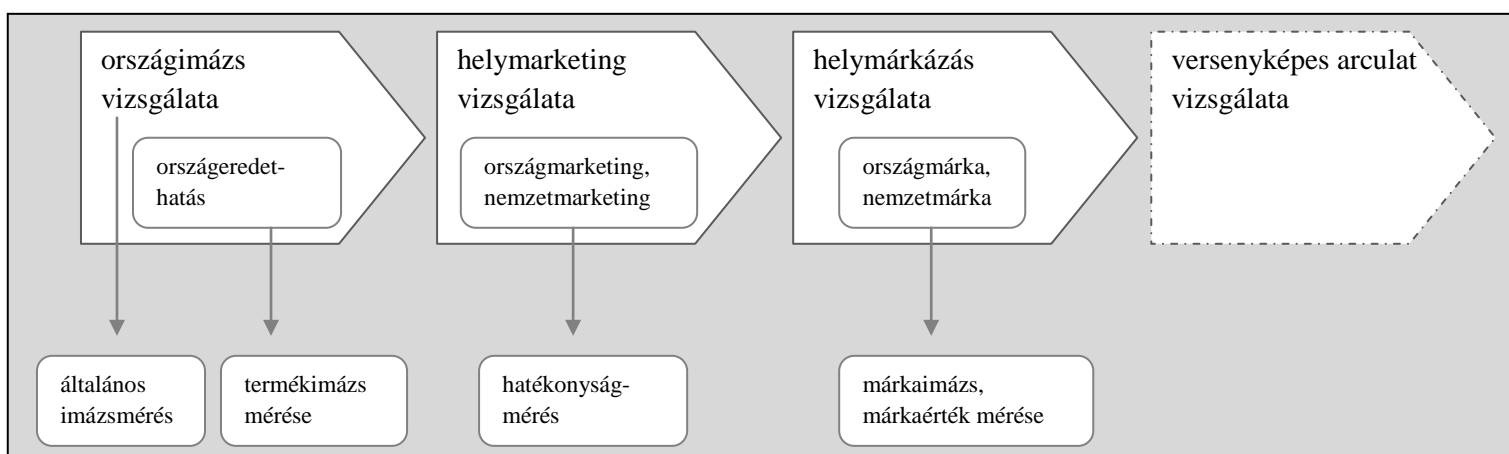 országimázs
vizsgálata
országeredet-
hatás
helymarketing
vizsgálata
országmarketing,
nemzetmarketing
helymárkázás
vizsgálata
országmárka,
nemzetmárka
versenyképes arculat
vizsgálata
általános
imázsmérés
termékimázs
mérése
hatékonyság-
mérés
márkaimázs,
márkaérték mérése